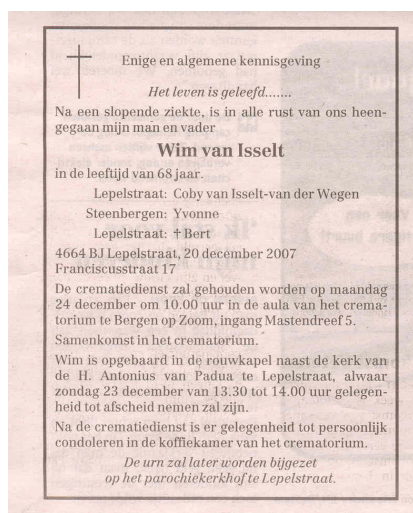 Enige en algemene kennisgeving
Het leven is geleefd.......
Na een slopende ziekte, is in alle rust van ons heen-
gegaan mijn man en vader
Wim van Isselt
in de leeftijd van 68 jaar.
Lepelstraat: Coby van Isselt-van der Wegen
Steenbergen: Yvonne
Lepelstraat: † Bert
4664 BJ Lepelstraat, 20 december 2007
Franciscusstraat 17
De crematiedienst zal gehouden worden op maandag
24 december om 10.00 uur in de aula van het crema-
torium te Bergen op Zoom, ingang Mastendreef 5.
Samenkomst in het crematorium.
Wim is opgebaard in de rouwkapel naast de kerk van
de H. Antonius van Padua te Lepelstraat, alwaar
zondag 23 december van 13.30 tot 14.00 uur gelegen-
heid tot afscheid nemen zal zijn.
Na de crematiedienst is er gelegenheid tot persoonlijk
condoleren in de koffiekamer van het crematorium.
De urn zal later worden bijgezet
op het parochiekerkhof te Lepelstraat.